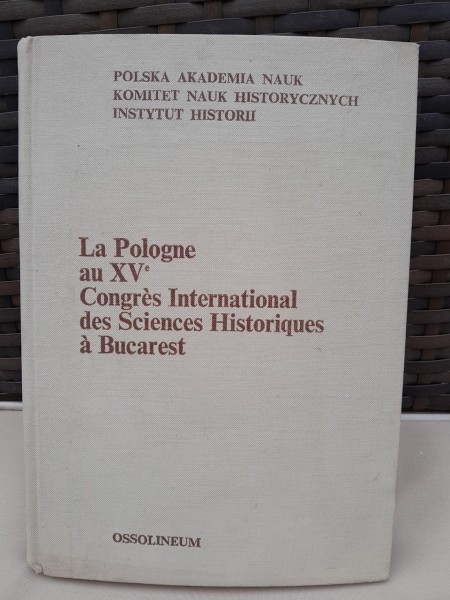 POLSKA AKADEMIA NAUK
KOMITET NAUK HISTORYCZNYCH
INSTYTUT HISTORII
La Pologne
au XVᵉ
Congrès International
des Sciences Historiques
à Bucarest
OSSOLINEUM